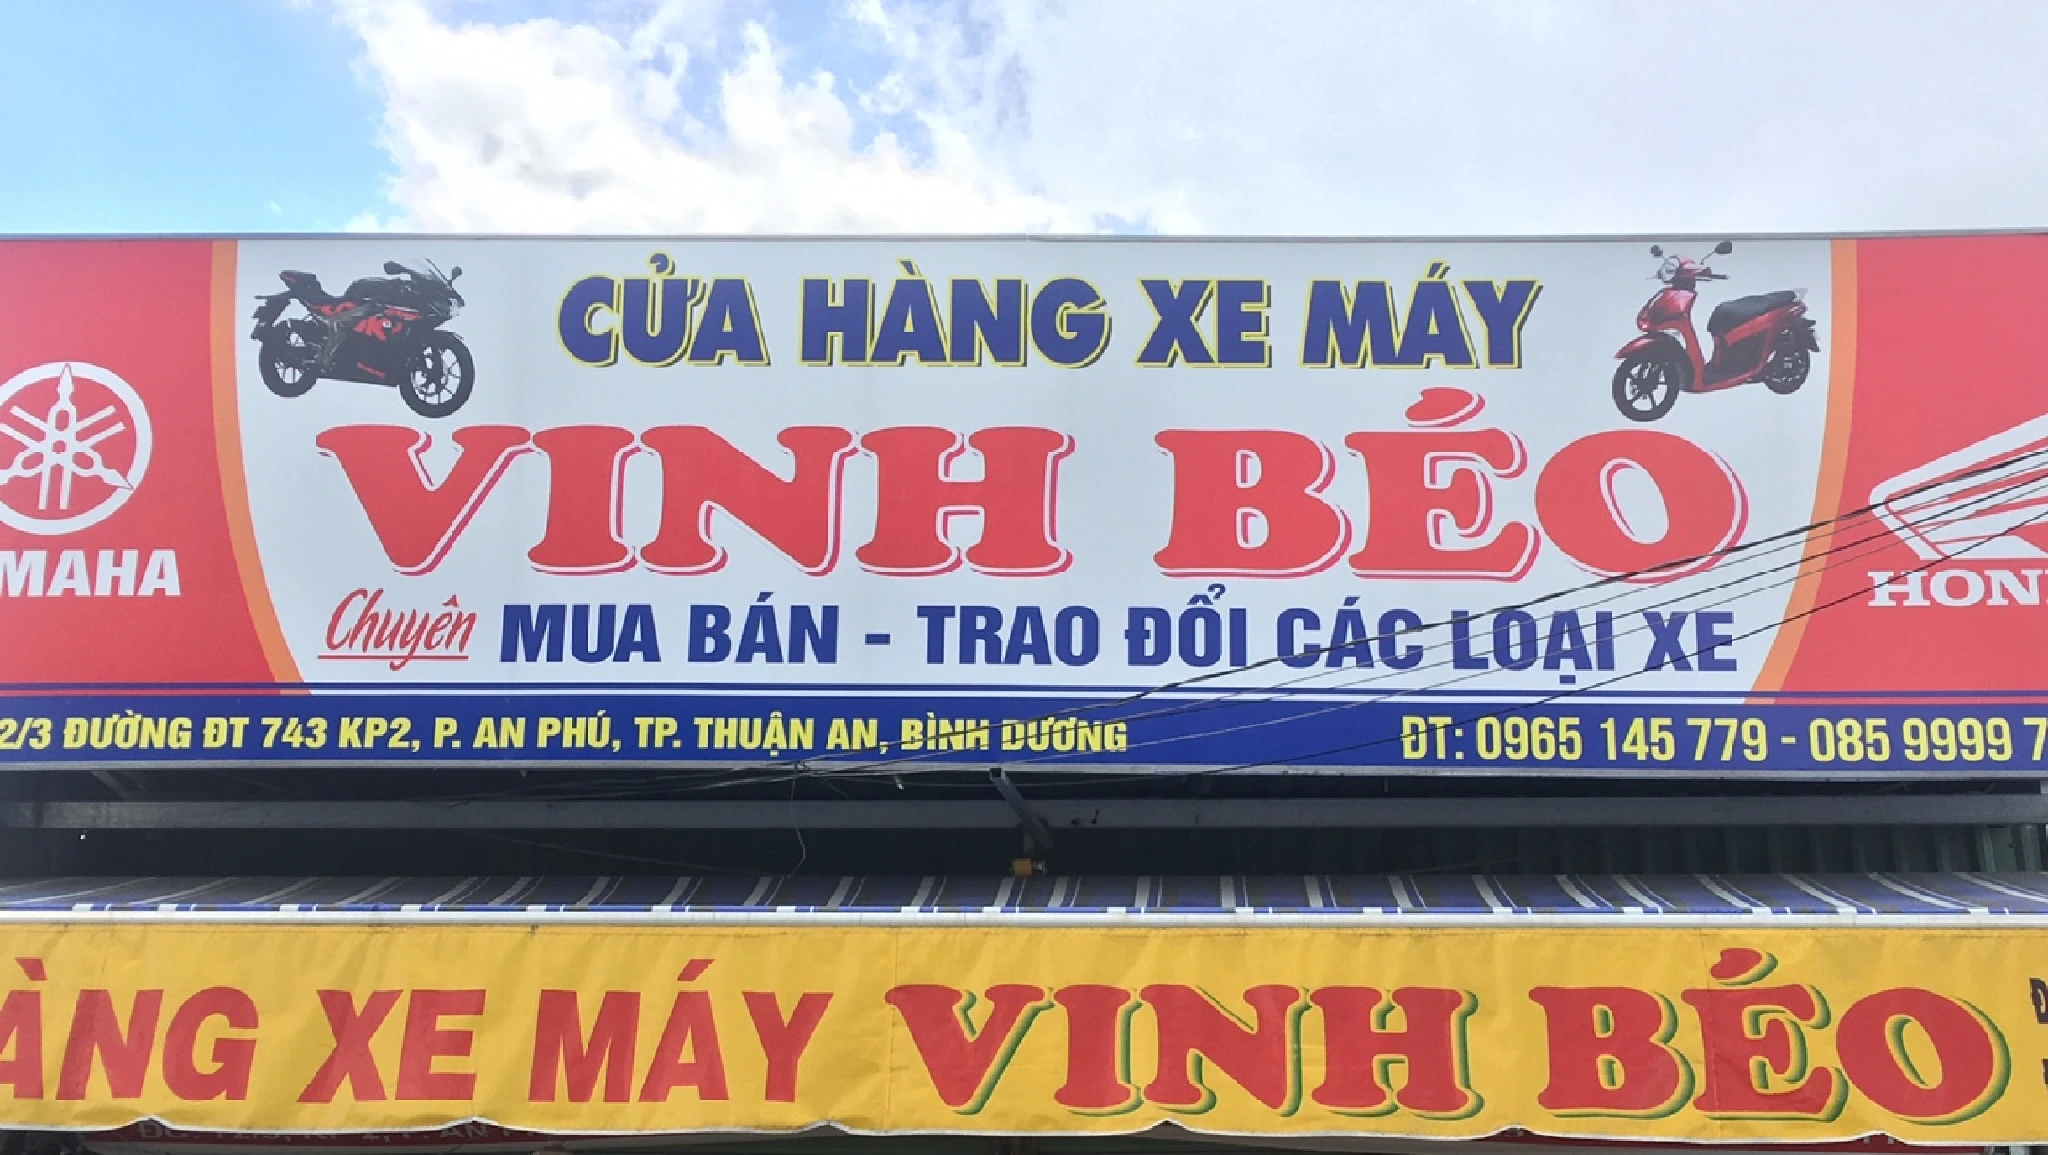 CỬA HÀNG XE MÁY
VINH BÉO
MAHA
HON
Chuyên MUA BÁN - TRAO ĐỔI CÁC LOẠI XE
2/3 ĐƯỜNG ĐT 743 KP2, P. AN PHÚ, TP. THUẬN AN, BÌNH DƯƠNG
ĐT: 0965 145 779 - 085 9999 7
ÀNG XE MÁY VINH BÉO